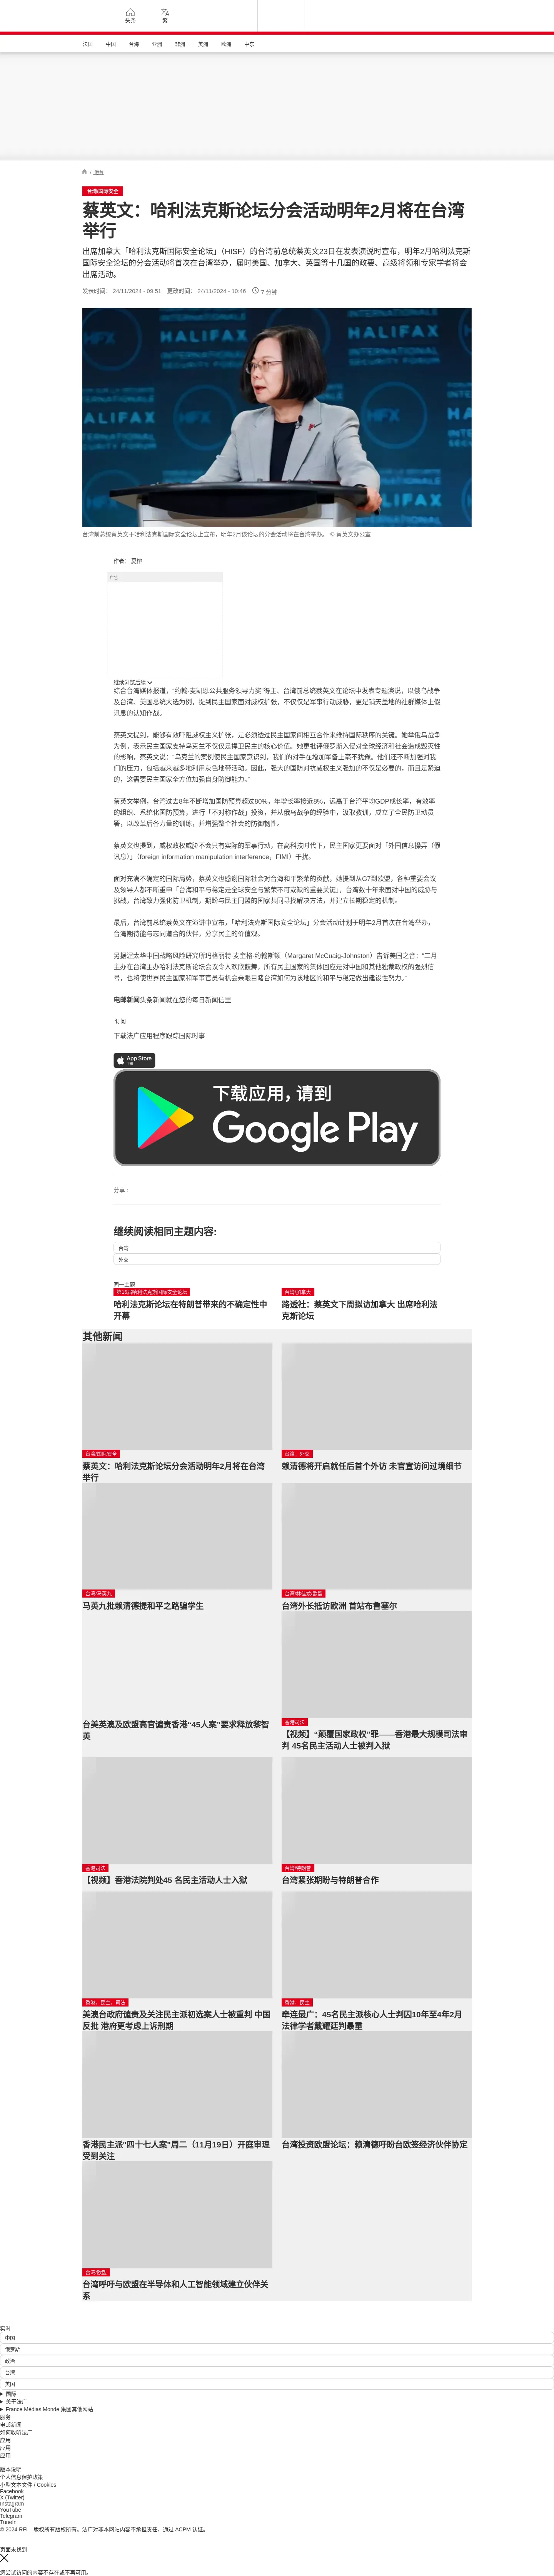 头条
繁
法国
中国
台海
亚洲
非洲
美洲
欧洲
中东
/ 港台
台湾/国际安全
蔡英文：哈利法克斯论坛分会活动明年2月将在台湾
举行
出席加拿大「哈利法克斯国际安全论坛」（HISF）的台湾前总统蔡英文23日在发表演说时宣布，明年2月哈利法克斯
国际安全论坛的分会活动将首次在台湾举办，届时美国、加拿大、英国等十几国的政要、高级将领和专家学者将会
出席活动。
发表时间： 24/11/2024 - 09:51 更改时间： 24/11/2024 - 10:46 7 分钟
HALIFAX
HALIFAX
HFX
台湾前总统蔡英文于哈利法克斯国际安全论坛上宣布，明年2月该论坛的分会活动将在台湾举办。 © 蔡英文办公室
作者： 夏榕
广告
继续浏览后续
综合台湾媒体报道，“约翰·麦凯恩公共服务领导力奖”得主、台湾前总统蔡英文在论坛中发表专题演说，以俄乌战争
及台湾、美国总统大选为例，提到民主国家面对威权扩张，不仅仅是军事行动威胁，更是铺天盖地的社群媒体上假
讯息的认知作战。
蔡英文提到，能够有效吓阻威权主义扩张，是必须透过民主国家间相互合作来维持国际秩序的关键。她举俄乌战争
为例，表示民主国家支持乌克兰不仅仅是捍卫民主的核心价值。她更批评俄罗斯入侵对全球经济和社会造成毁灭性
的影响，蔡英文说：“乌克兰的案例使民主国家意识到，我们的对手在增加军备上毫不犹豫。他们还不断加强对我
们的压力，包括越来越多地利用灰色地带活动。因此，强大的国防对抗威权主义强加的不仅是必要的，而且是紧迫
的，这需要民主国家全方位加强自身防御能力。”
蔡英文举例，台湾过去8年不断增加国防预算超过80%，年增长率接近8%，远高于台湾平均GDP成长率，有效率
的组织、系统化国防预算，进行「不对称作战」投资，并从俄乌战争的经验中，汲取教训，成立了全民防卫动员
署，以改革后备力量的训练，并增强整个社会的防御韧性。
蔡英文也提到，威权政权威胁不会只有实际的军事行动，在高科技时代下，民主国家更要面对「外国信息操弄（假
讯息）」（foreign information manipulation interference，FIMI）干扰。
面对充满不确定的国际局势，蔡英文也感谢国际社会对台海和平繁荣的贡献，她提到从G7到欧盟，各种重要会议
及领导人都不断重申「台海和平与稳定是全球安全与繁荣不可或缺的重要关键」，台湾数十年来面对中国的威胁与
挑战，台湾致力强化防卫机制，期盼与民主同盟的国家共同寻找解决方法，并建立长期稳定的机制。
最后，台湾前总统蔡英文在演讲中宣布，「哈利法克斯国际安全论坛」分会活动计划于明年2月首次在台湾举办，
台湾期待能与志同道合的伙伴，分享民主的价值观。
另据渥太华中国战略风险研究所玛格丽特·麦奎格-约翰斯顿（Margaret McCuaig-Johnston）告诉美国之音：“二月
主办在台湾主办哈利法克斯论坛会议令人欢欣鼓舞，所有民主国家的集体回应是对中国和其他独裁政权的强烈信
号，也将使世界民主国家和军事官员有机会亲眼目睹台湾如何为该地区的和平与稳定做出建设性努力。”
电邮新闻头条新闻就在您的每日新闻信里
订阅
下载法广应用程序跟踪国际时事
App Store
下载
下载应用，请到
Google Play
分享 :
继续阅读相同主题内容:
台湾
外交
同一主题
第16届哈利法克斯国际安全论坛
哈利法克斯论坛在特朗普带来的不确定性中
开幕
台湾/加拿大
路透社：蔡英文下周拟访加拿大 出席哈利法
克斯论坛
其他新闻
台湾/国际安全
蔡英文：哈利法克斯论坛分会活动明年2月将在台湾
举行
台湾、外交
赖清德将开启就任后首个外访 未官宣访问过境细节
台湾/马英九
马英九批赖清德提和平之路骗学生
台湾/林佳龙/欧盟
台湾外长抵访欧洲 首站布鲁塞尔
台美英澳及欧盟高官谴责香港“45人案”要求释放黎智
英
香港司法
【视频】“颠覆国家政权”罪——香港最大规模司法审
判 45名民主活动人士被判入狱
香港司法
【视频】香港法院判处45 名民主活动人士入狱
台湾/特朗普
台湾紧张期盼与特朗普合作
香港、民主、司法
美澳台政府谴责及关注民主派初选案人士被重判 中国
反批 港府更考虑上诉刑期
香港、民主
牵连最广：45名民主派核心人士判囚10年至4年2月
法律学者戴耀廷判最重
香港民主派"四十七人案"周二（11月19日）开庭审理
受到关注
台湾投资欧盟论坛：赖清德吁盼台欧签经济伙伴协定
台湾/欧盟
台湾呼吁与欧盟在半导体和人工智能领域建立伙伴关
系
实时
中国
俄罗斯
政治
台湾
美国
国际
关于法广
France Médias Monde 集团其他网站
服务
电邮新闻
如何收听法广
应用
应用
应用
版本说明
个人信息保护政策
小型文本文件 / Cookies
Facebook
X (Twitter)
Instagram
YouTube
Telegram
TuneIn
© 2024 RFI – 版权所有版权所有。法广对非本网站内容不承担责任。通过 ACPM 认证。
页面未找到
您尝试访问的内容不存在或不再可用。